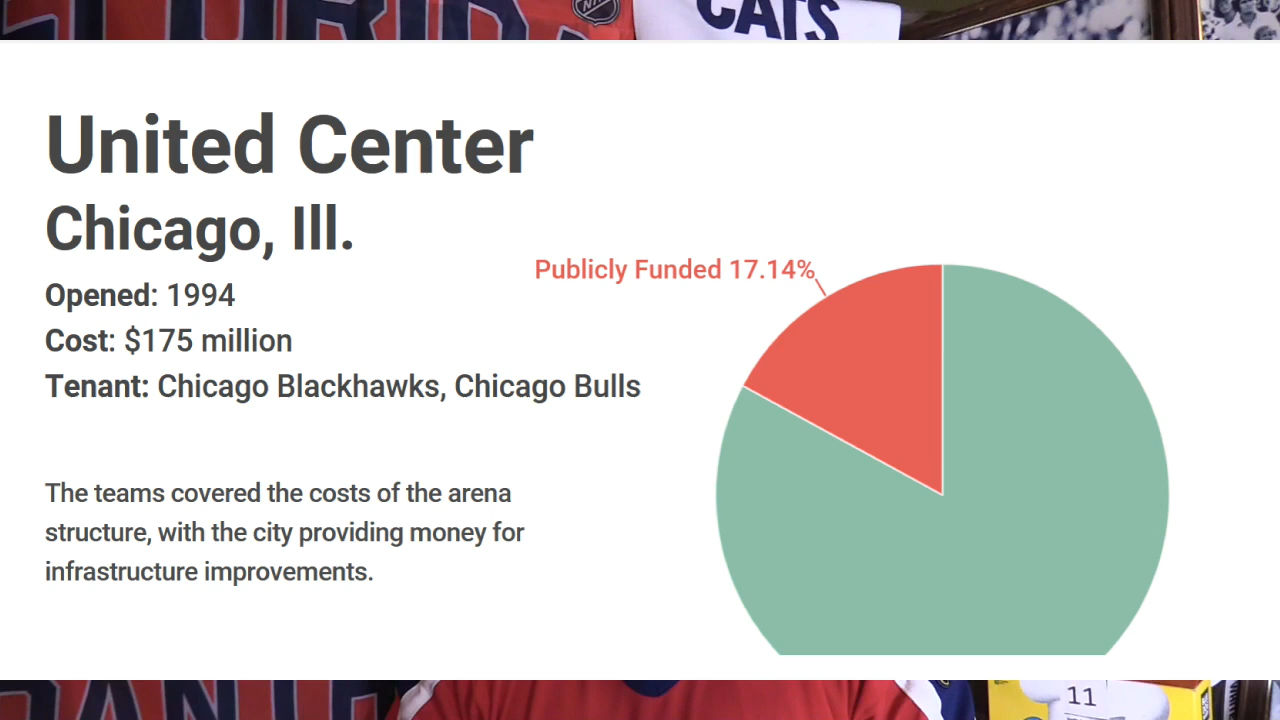 CATS
United Center
Chicago, Ill.
Opened: 1994
Cost: $175 million
Tenant: Chicago Blackhawks, Chicago Bulls
Publicly Funded 17.14%
The teams covered the costs of the arena
structure, with the city providing money for
infrastructure improvements.
11